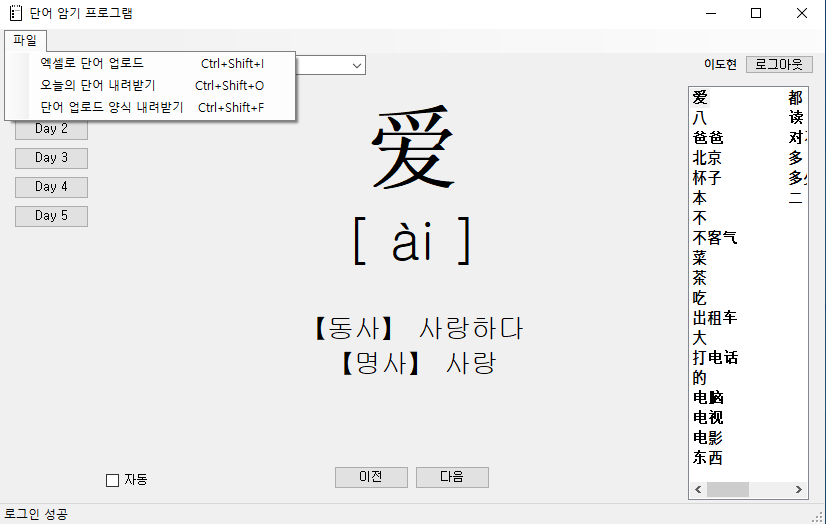 단어 암기 프로그램
파일
엑셀로 단어 업로드 Ctrl+Shift+I
오늘의 단어 내려받기 Ctrl+Shift+O
단어 업로드 양식 내려받기 Ctrl+Shift+F
이도현
로그아웃
Day 2
Day 3
Day 4
Day 5
爱
[ ài ]
【동사】 사랑하다
【명사】 사랑
자동
이전
다음
爱
八
爸爸
北京
杯子
本
不
不客气
菜
茶
吃
出租车
大
打电话
的
电脑
电视
电影
东西
都
读
对
多
多
二
로그인 성공